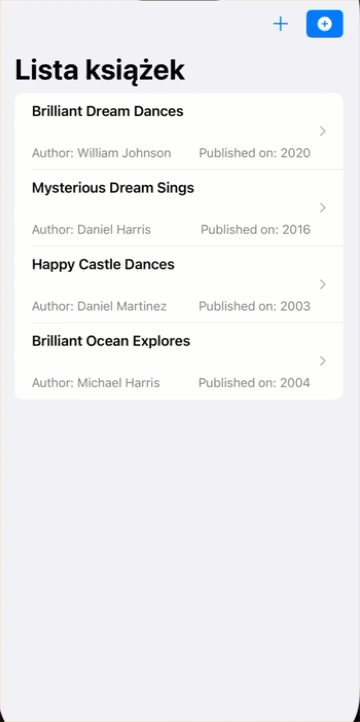 Lista książek
Brilliant Dream Dances
Author: William Johnson Published on: 2020
Mysterious Dream Sings
Author: Daniel Harris Published on: 2016
Happy Castle Dances
Author: Daniel Martinez Published on: 2003
Brilliant Ocean Explores
Author: Michael Harris Published on: 2004